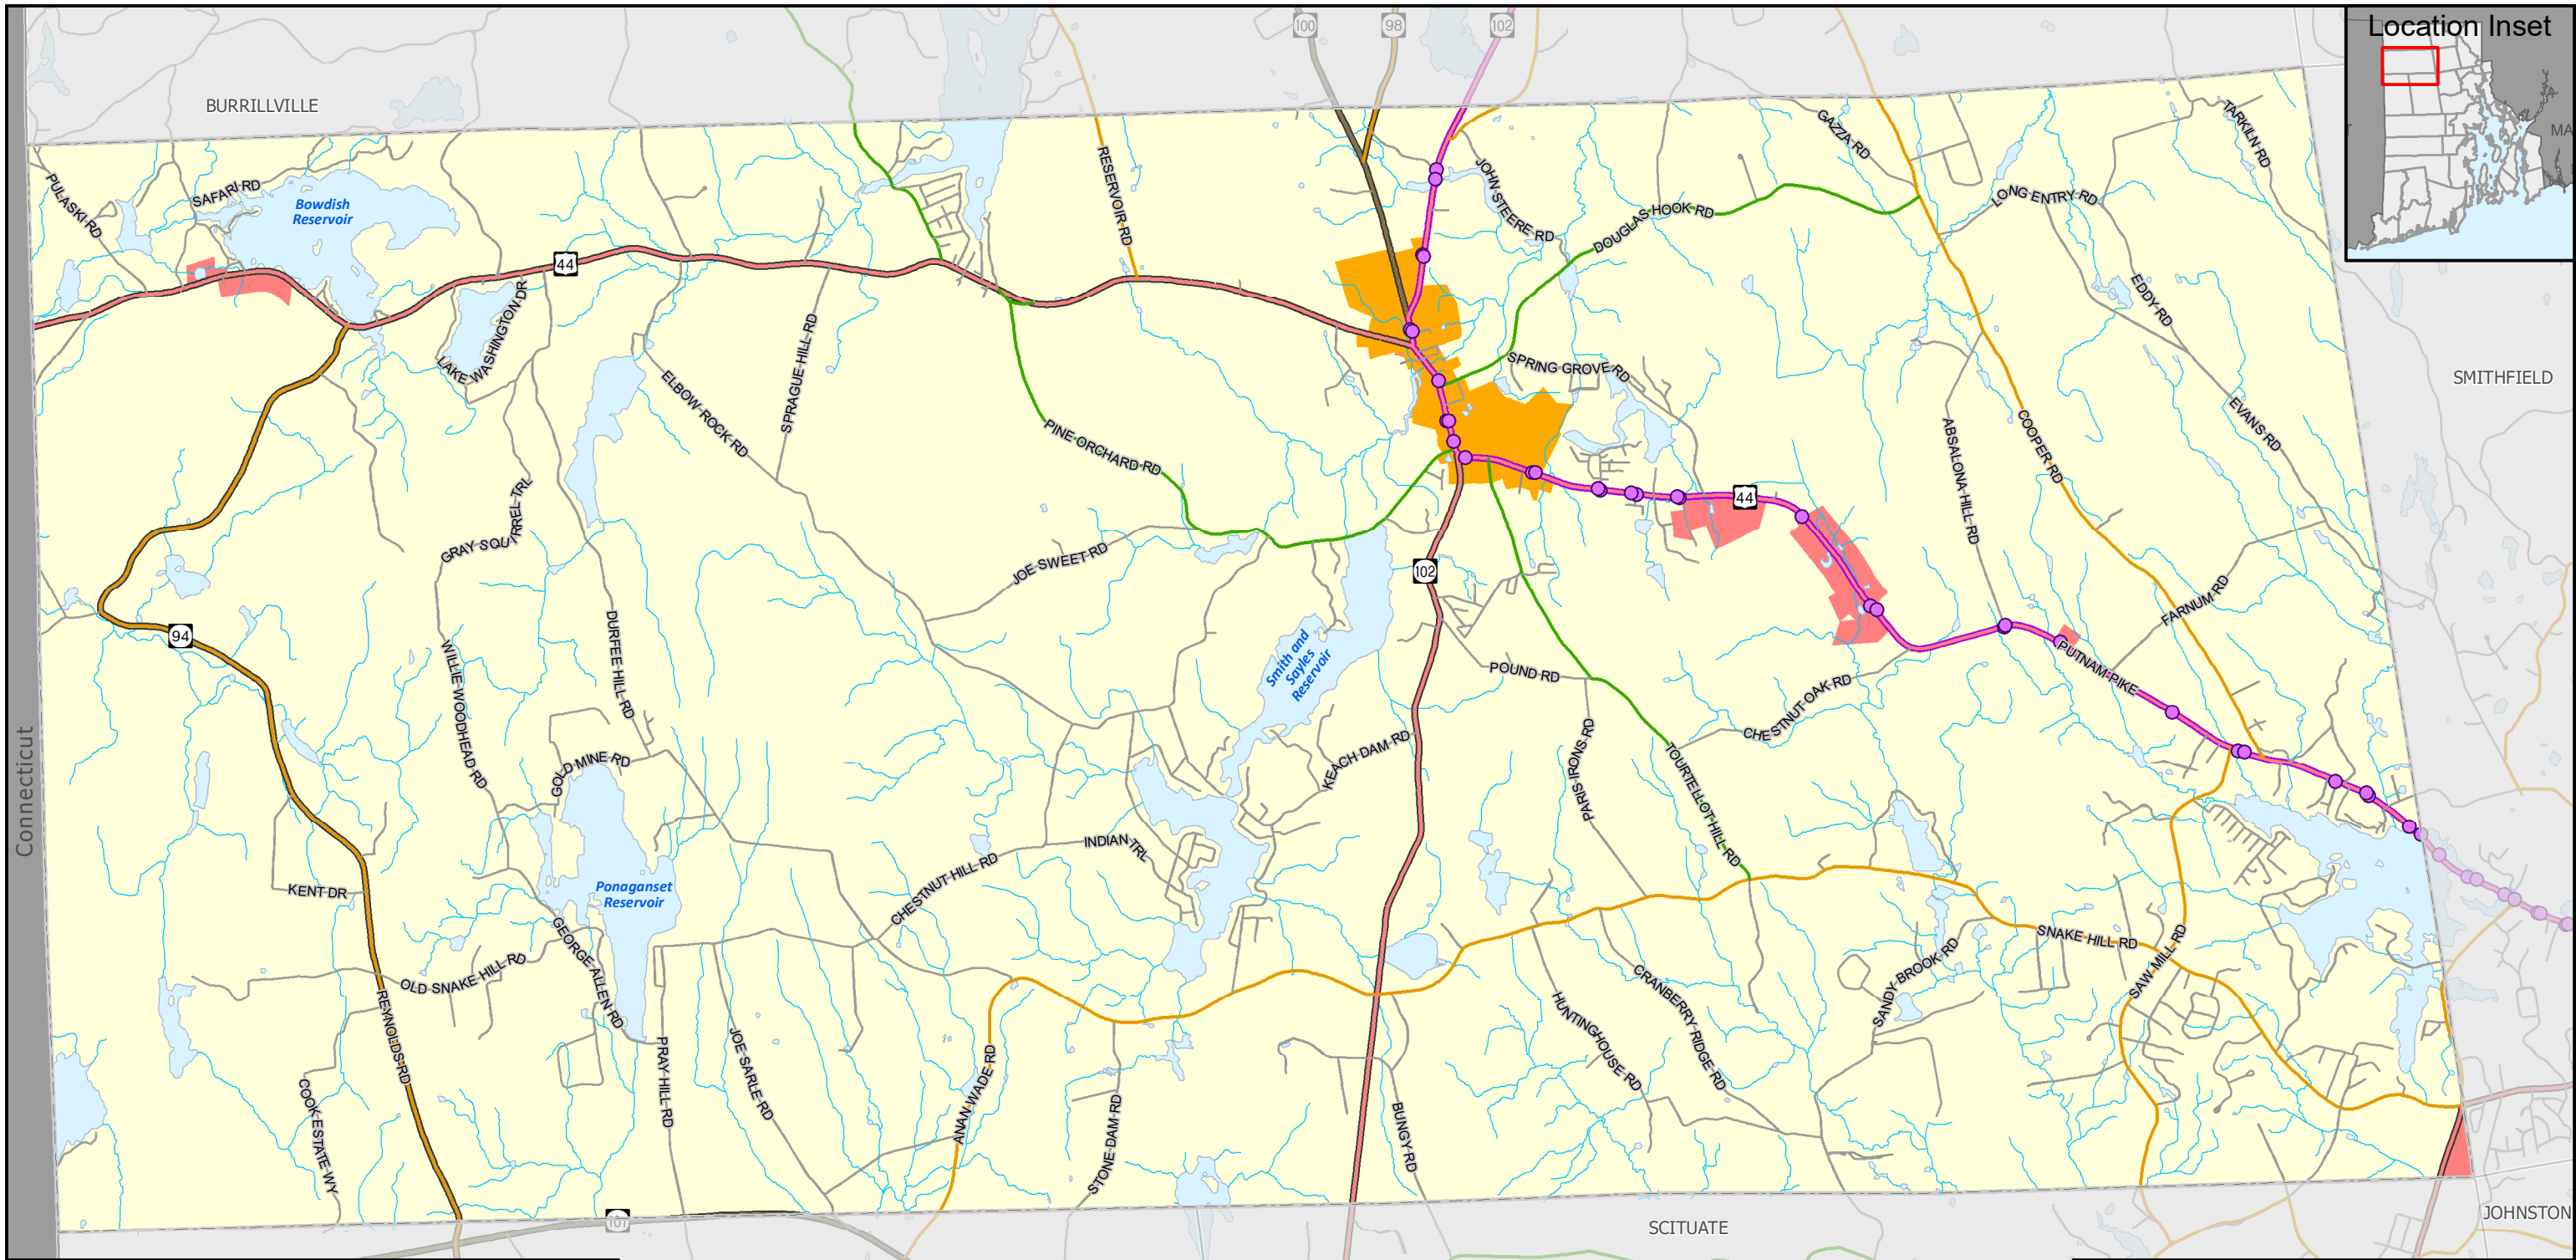 100
98
102
Location Inset
BURRILLVILLE
MA
PULASKI RD
SAFARI RD
Bowdish
Reservoir
RESERVOIR RD
JOHN STEERE RD
DOUGLAS HOOK RD
GAZZA RD
LONG ENTRY RD
TARKILN RD
44
LAKE WASHINGTON DR
SPRAGUE HILL RD
ELBOW ROCK RD
PINE ORCHARD RD
SPRING GROVE RD
EDDY RD
EVANS RD
SMITHFIELD
COOPER RD
ABSALONA HILL RD
GRAY SQUIRREL TRL
JOE SWEET RD
44
102
94
DURFEE HILL RD
WILLIE WOODHEAD RD
Smith and
Sayles
Reservoir
POUND RD
FARNUM RD
PUTNAM PIKE
CHESTNUT OAK RD
KEACH DAM RD
PARIS IRONS RD
TOURTELLOT HILL RD
GOLD MINE RD
Connecticut
INDIAN TRL
CHESTNUT HILL RD
KENT DR
Ponaganset
Reservoir
GEORGE ALLEN RD
OLD SNAKE HILL RD
REYNOLDS RD
SNAKE HILL RD
SAW MILL RD
SANDY BROOK RD
CRANBERRY RIDGE RD
HUNTINGHOUSE RD
COOK ESTATE WY
PRAY HILL RD
JOE SARLE RD
ANAN WADE RD
STONE DAM RD
BUNGY RD
101
SCITUATE
JOHNSTON